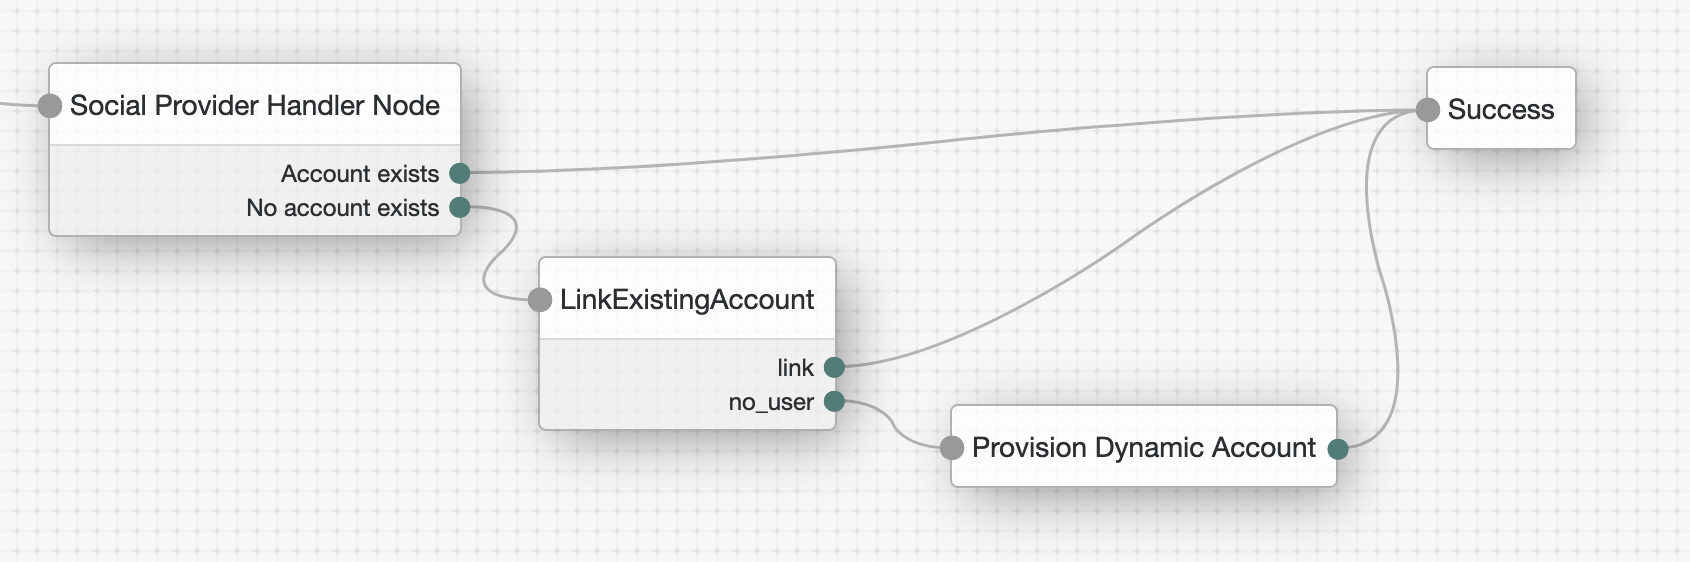 Social Provider Handler Node
Account exists
No account exists
Success
LinkExistingAccount
link
no_user
Provision Dynamic Account